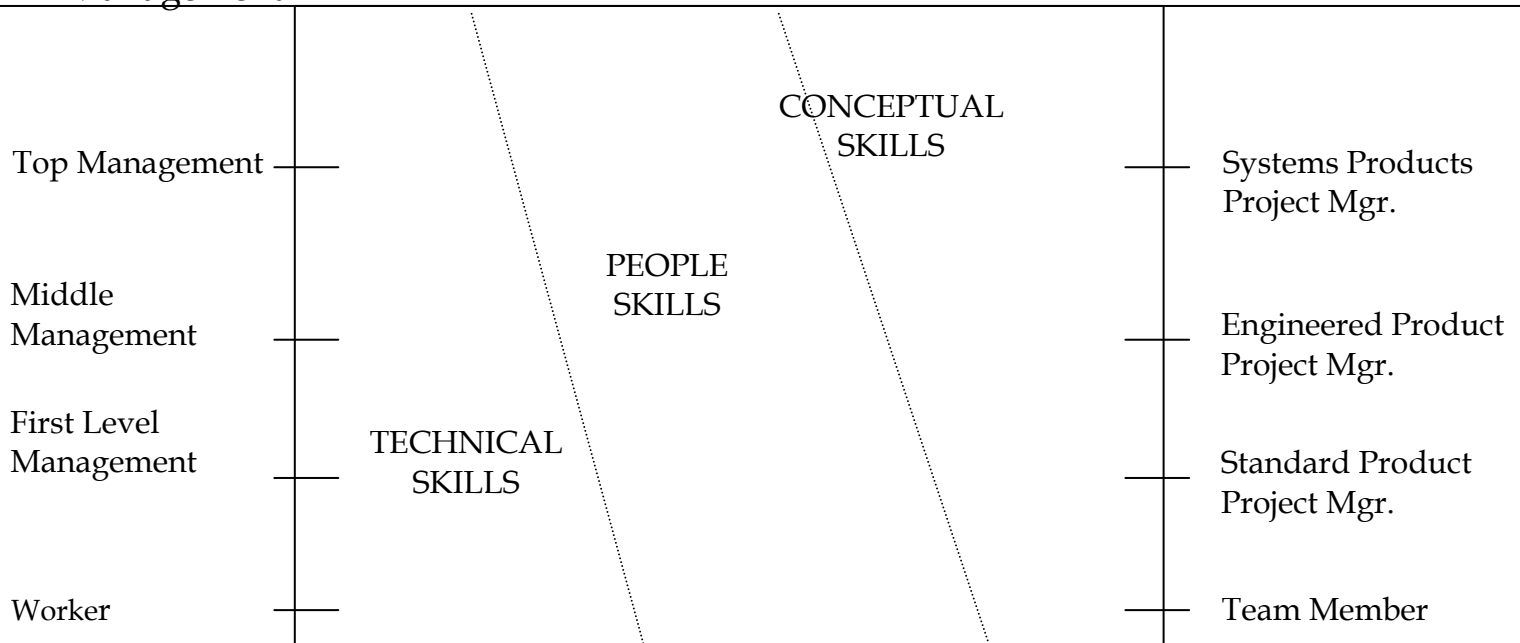 CONCEPTUAL
SKILLS
Top Management
Systems Products
Project Mgr.
PEOPLE
SKILLS
Middle
Management
Engineered Product
Project Mgr.
First Level
Management
TECHNICAL
SKILLS
Standard Product
Project Mgr.
Worker
Team Member